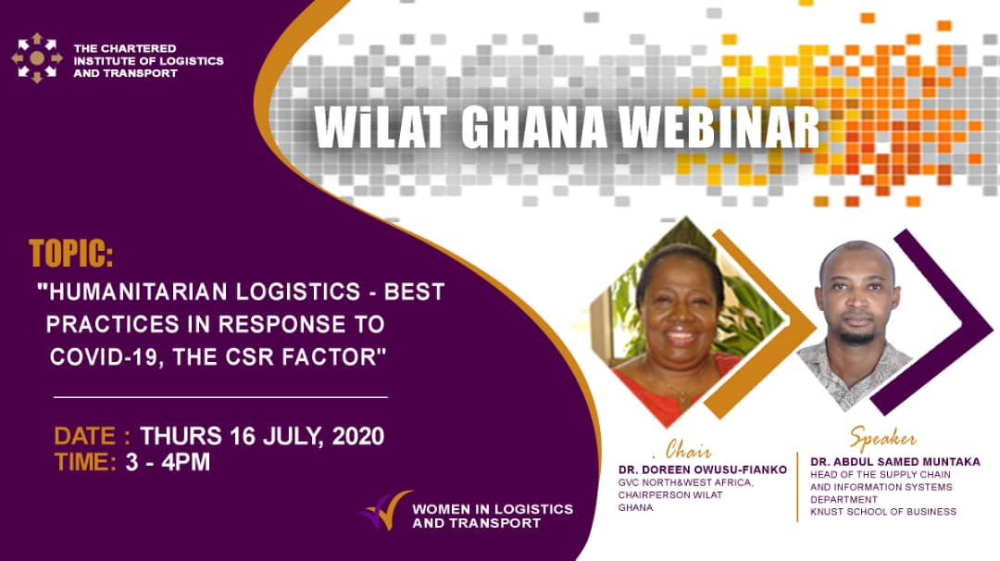 THE CHARTERED
INSTITUTE OF LOGISTICS
AND TRANSPORT
WiLAT GHANA WEBINAR
TOPIC:
"HUMANITARIAN LOGISTICS - BEST
PRACTICES IN RESPONSE TO
COVID-19, THE CSR FACTOR"
DATE : THURS 16 JULY, 2020
TIME: 3 - 4PM
WOMEN IN LOGISTICS
AND TRANSPORT
. Chair
DR. DOREEN OWUSU-FIANKO
GVC NORTH&WEST AFRICA,
CHAIRPERSON WILAT
GHANA
Speaker
DR. ABDUL SAMED MUNTAKA
HEAD OF THE SUPPLY CHAIN
AND INFORMATION SYSTEMS
DEPARTMENT
KNUST SCHOOL OF BUSINESS